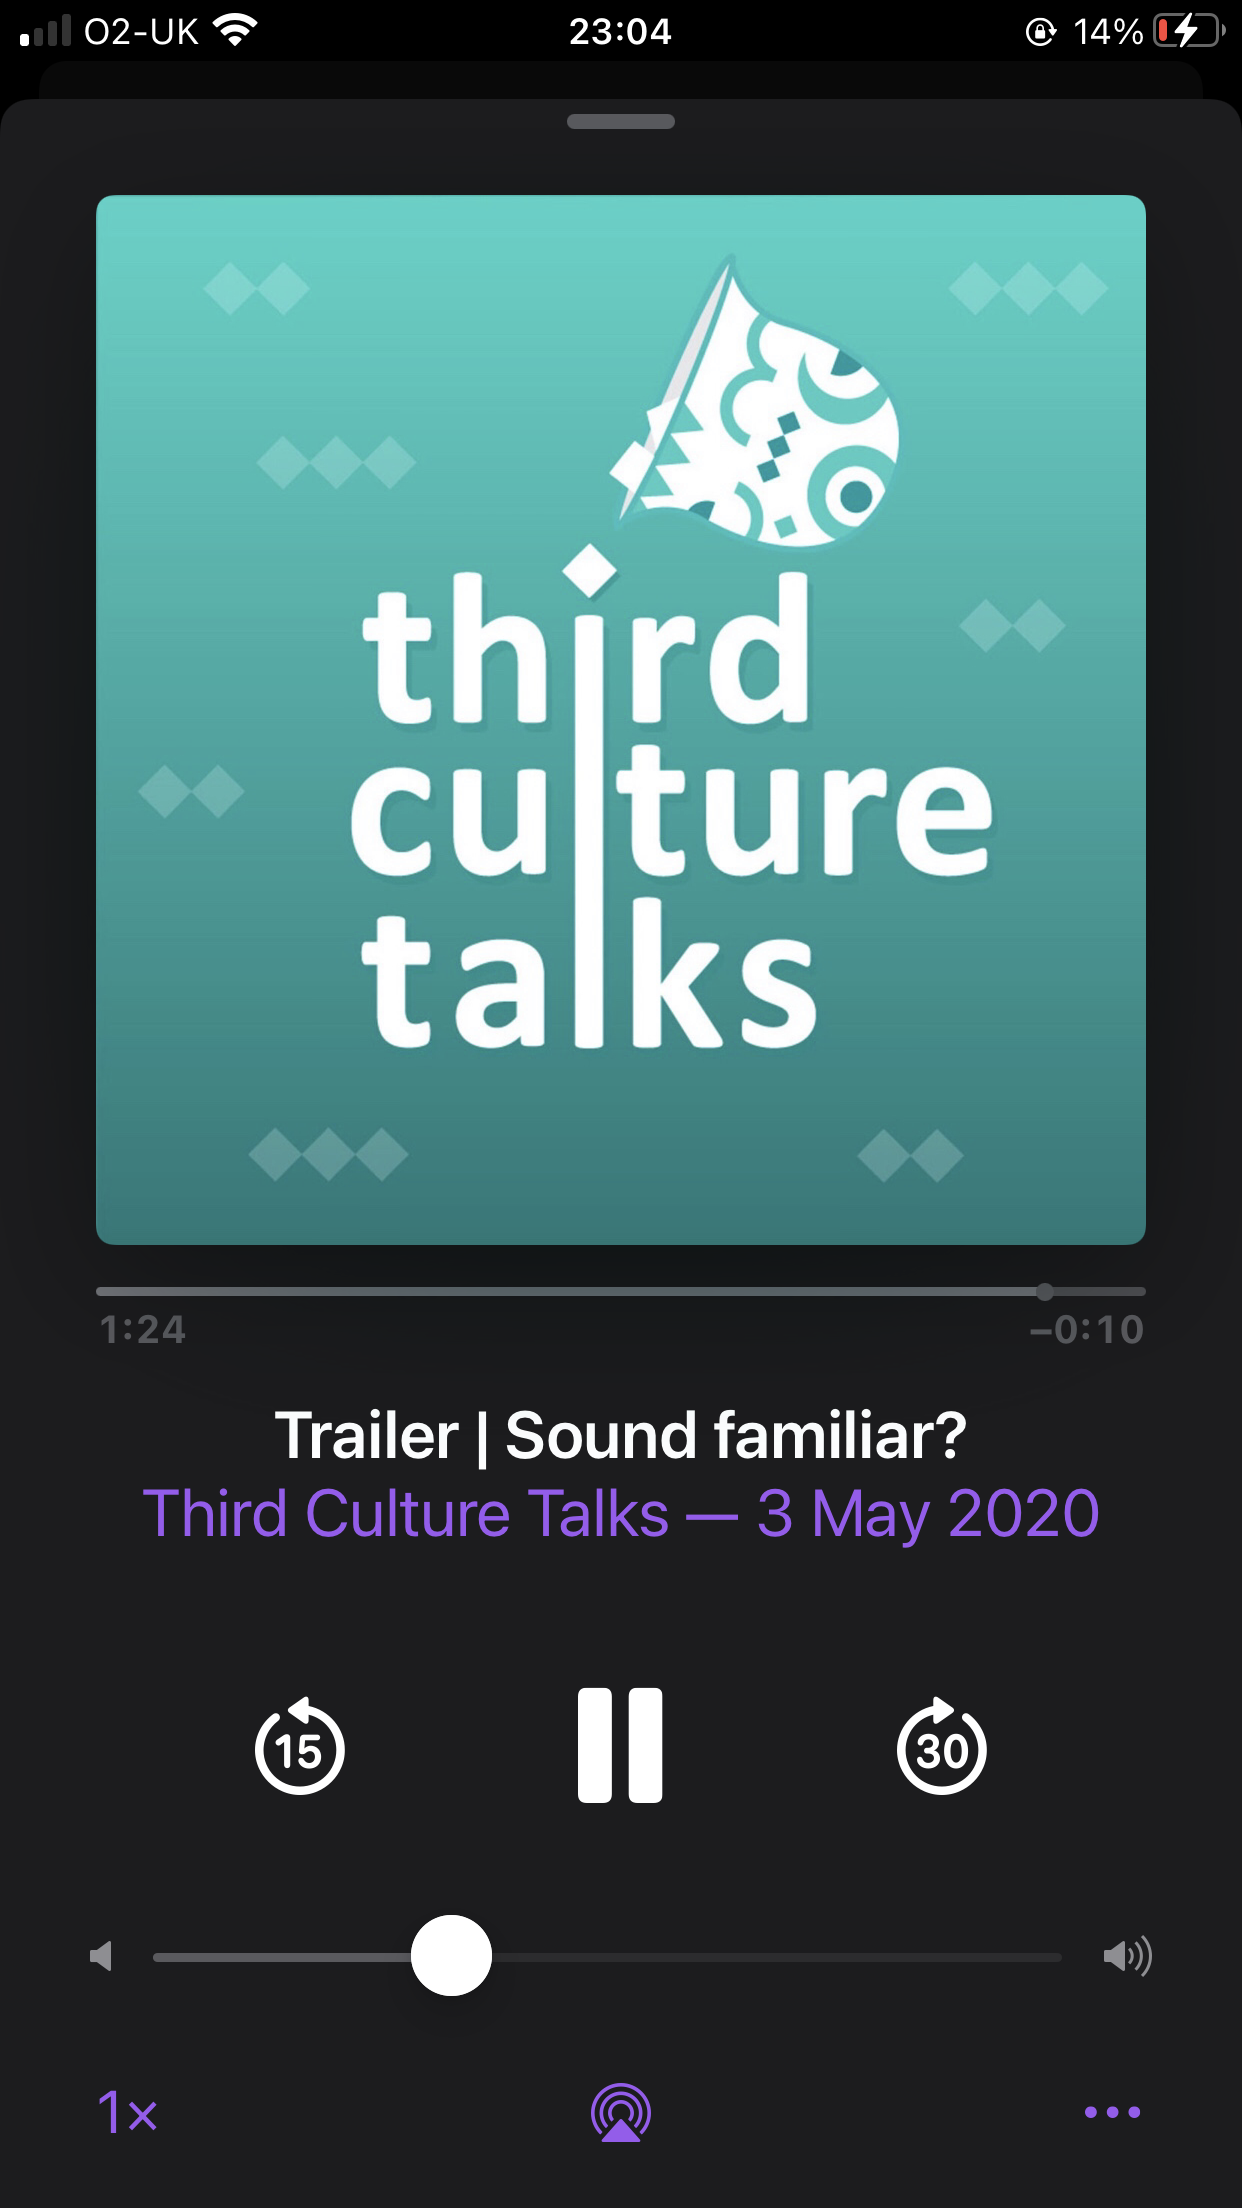 O2-UK 23:04 14%
third
culture
talks
1:24 –0:10
Trailer | Sound familiar?
Third Culture Talks — 3 May 2020
15 30
1×